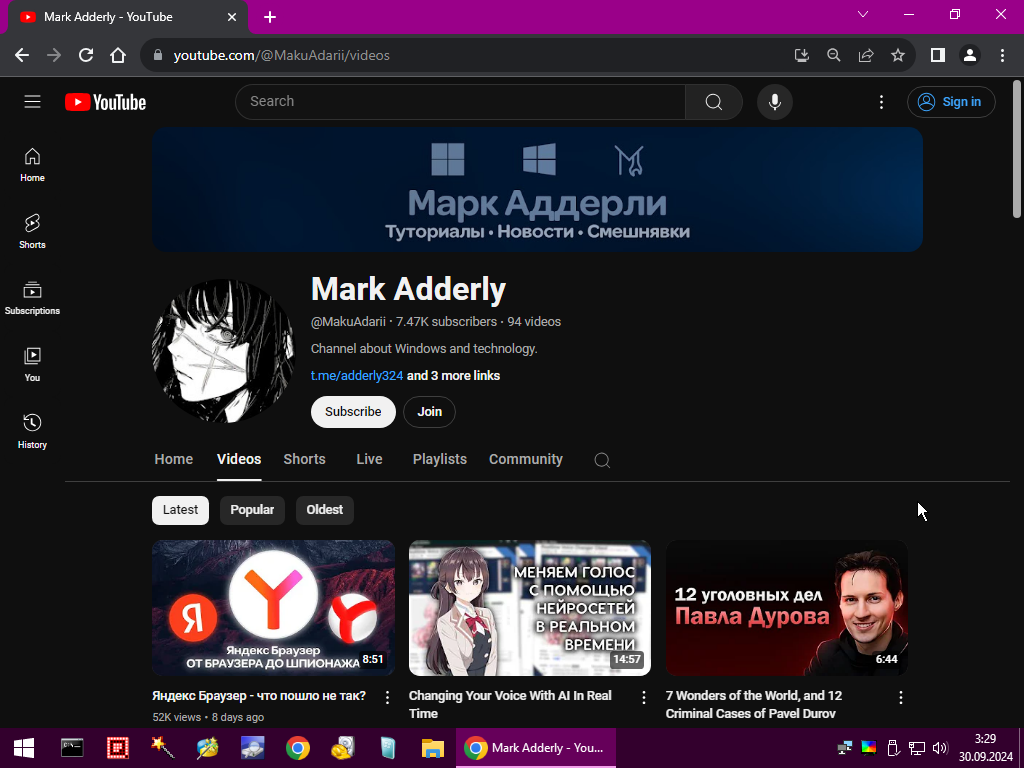 Mark Adderly - YouTube
youtube.com/@MakuAdarii/videos
YouTube
Search
Sign in
Home
Shorts
Subscriptions
You
History
Марк Аддерли
Туториалы • Новости • Смешнявки
Mark Adderly
@MakuAdarii · 7.47K subscribers · 94 videos
Channel about Windows and technology.
t.me/adderly324 and 3 more links
Subscribe
Join
Home
Videos
Shorts
Live
Playlists
Community
Latest
Popular
Oldest
Я
Яндекс Браузер
ОТ БРАУЗЕРА ДО ШПИОНАЖА
8:51
МЕНЯЕМ ГОЛОС
С ПОМОЩЬЮ
НЕЙРОСЕТЕЙ
В РЕАЛЬНОМ
ВРЕМЕНИ
14:57
12 уголовных дел
Павла Дурова
6:44
Яндекс Браузер - что пошло не так?
52K views • 8 days ago
Changing Your Voice With AI In Real
Time
7 Wonders of the World, and 12
Criminal Cases of Pavel Durov
Mark Adderly - You...
3:29
30.09.2024